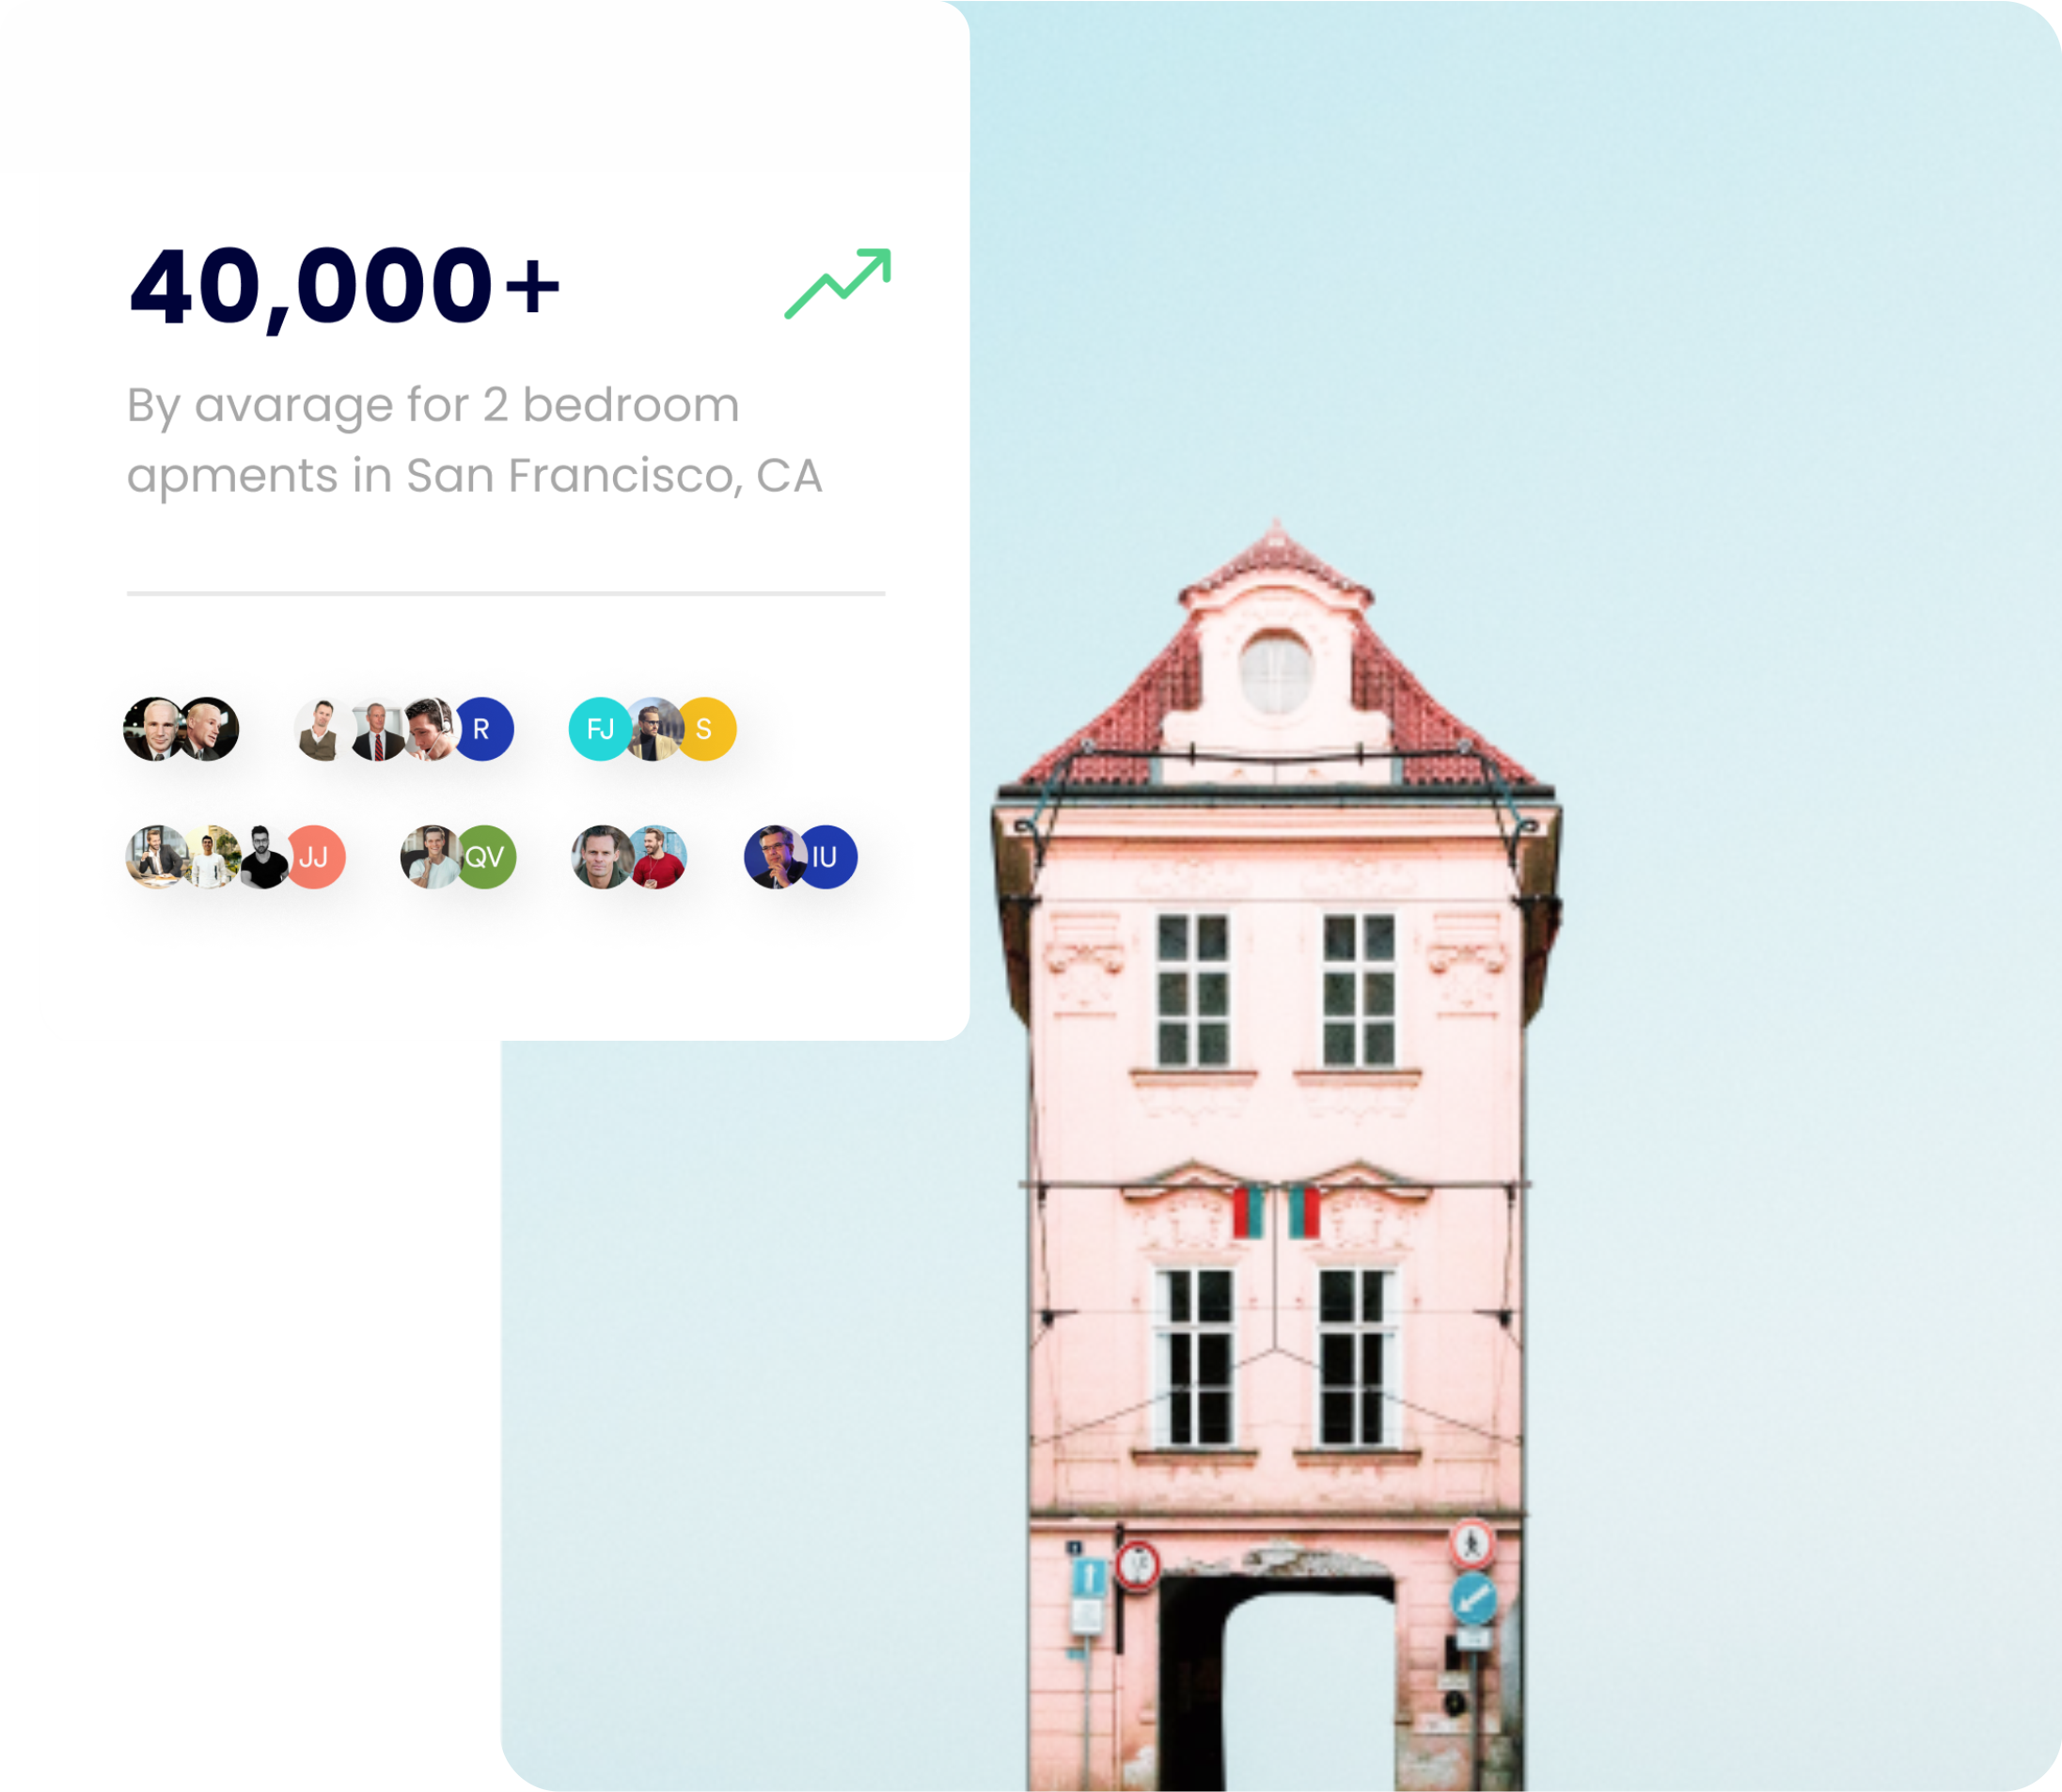 40,000+
By avarage for 2 bedroom
apments in San Francisco, CA
R
FJ
S
JJ
QV
IU